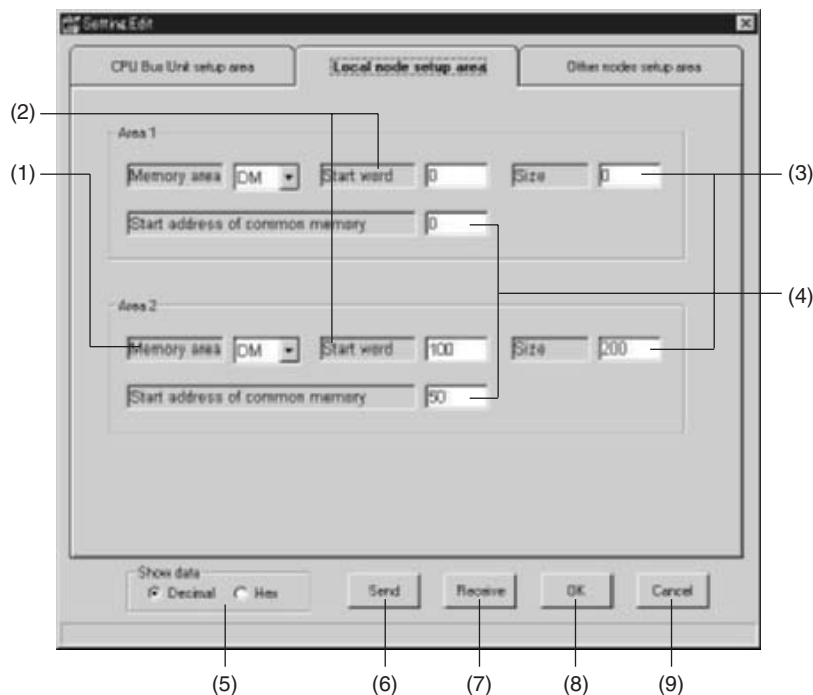 Setting Edit
CPU Bus Unit setup area Local node setup area Other nodes setup area
(2)
Area 1
(1) Memory area DM Start word 0 Size 0 (3)
Start address of common memory 0
(4)
Area 2
Memory area DM Start word 100 Size 200
Start address of common memory 50
Show data
Decimal Hex Send Receive OK Cancel
(5) (6) (7) (8) (9)